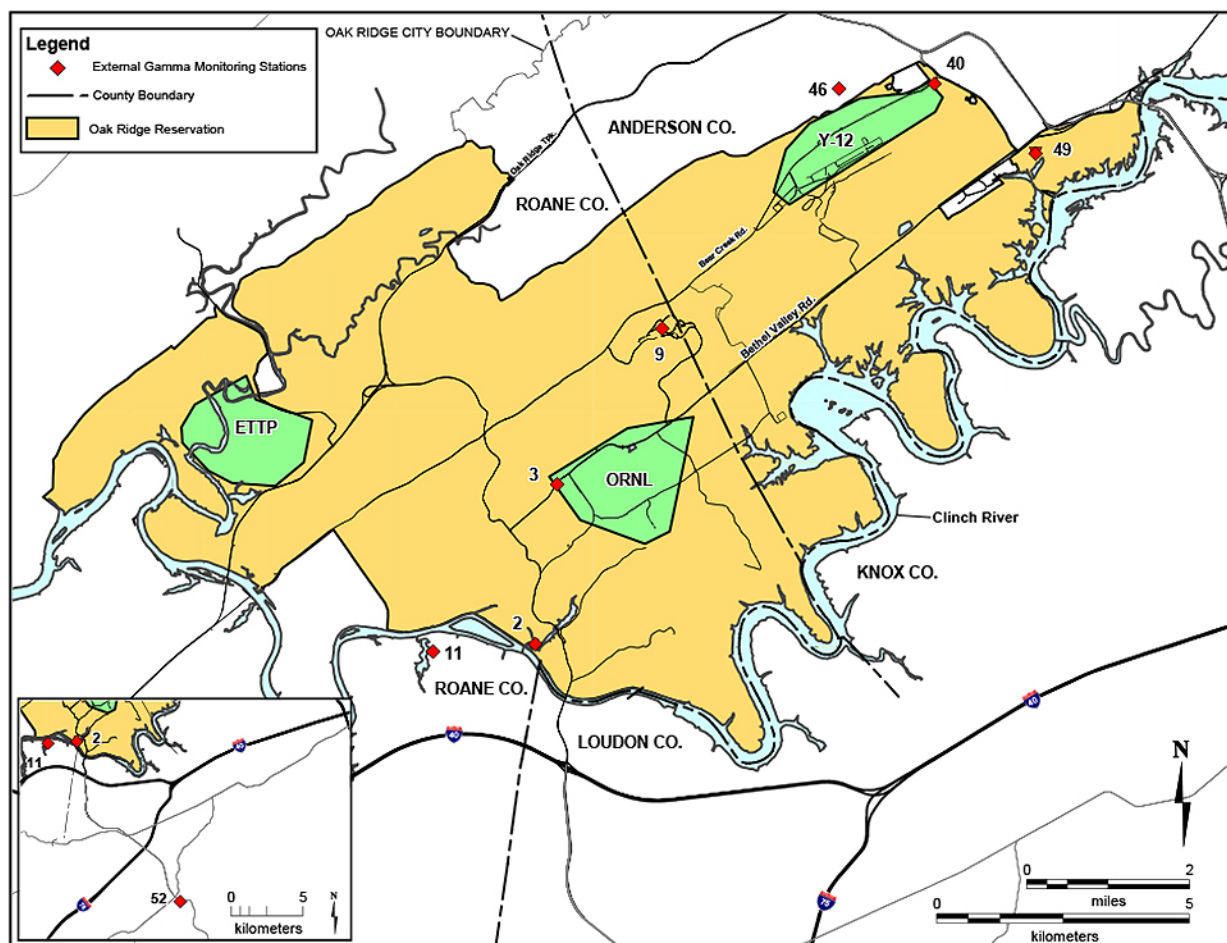 OAK RIDGE CITY BOUNDARY
Legend
External Gamma Monitoring Stations
County Boundary
Oak Ridge Reservation
46
40
ANDERSON CO.
Y-12
49
Oak Ridge Tpk.
ROANE CO.
Bear Creek Rd.
Bethel Valley Rd.
9
ETTP
3
ORNL
Clinch River
KNOX CO.
2
11
ROANE CO.
LOUDON CO.
40
40
N
2
11
40
75
52
0 5
kilometers
N
75
0 2
miles
0 5
kilometers